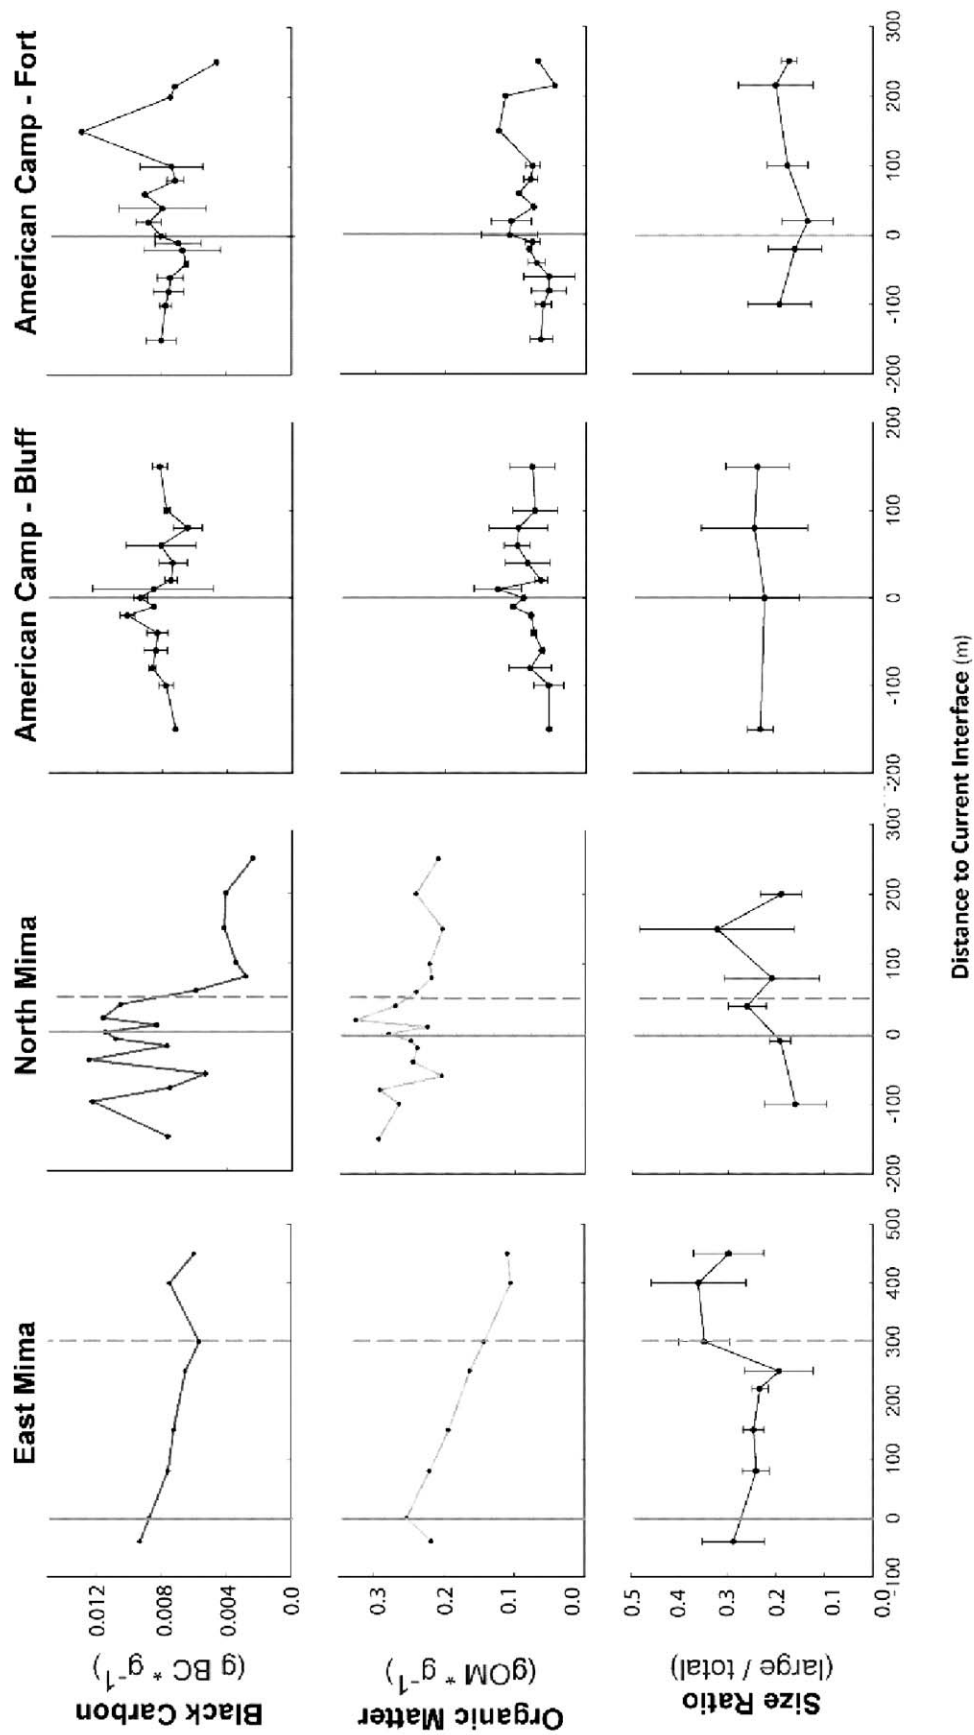 East Mima
North Mima
American Camp - Bluff
American Camp - Fort
Black Carbon
(g BC * g⁻¹)
0.012
0.008
0.004
0.0
Organic Matter
(gOM * g⁻¹)
0.3
0.2
0.1
0.0
Size Ratio
(large / total)
0.5
0.4
0.3
0.2
0.1
0.0
-100 0 100 200 300 400 500
-200 -100 0 100 200 300
-200 -100 0 100 200
-200 -100 0 100 200 300
Distance to Current Interface (m)